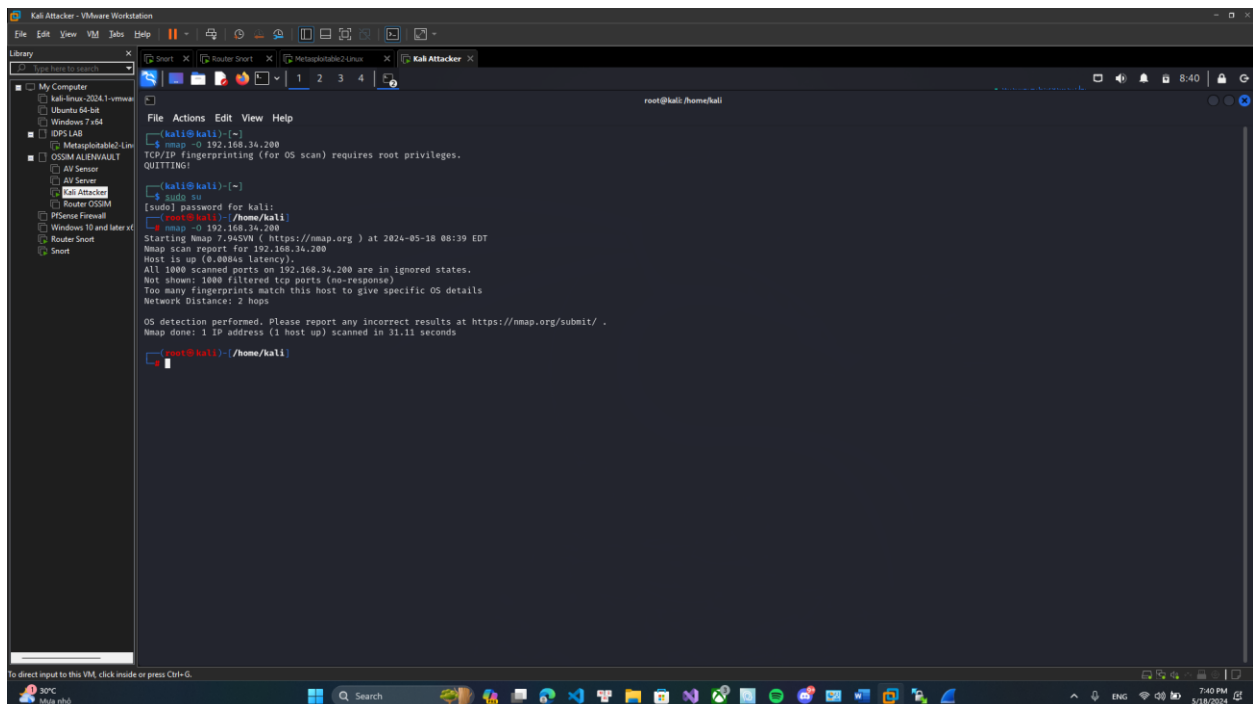 Kali Attacker - VMware Workstation
File Edit View VM Tabs Help
Library
Type here to search
My Computer
kali-linux-2024.1-vmwa
Ubuntu 64-bit
Windows 7 x64
IDPS LAB
Metasploitable2-Lin
OSSIM ALIENVAULT
AV Sensor
AV Server
Kali Attacker
Router OSSIM
PfSense Firewall
Windows 10 and later x6
Router Snort
Snort
Snort Router Snort Metasploitable2-Linux Kali Attacker
1 2 3 4
8:40
root@kali: /home/kali
File Actions Edit View Help
┌──(kali㉿kali)-[~]
└─$ nmap -O 192.168.34.200
TCP/IP fingerprinting (for OS scan) requires root privileges.
QUITTING!
┌──(kali㉿kali)-[~]
└─$ sudo su
[sudo] password for kali:
┌──(root㉿kali)-[/home/kali]
└─# nmap -O 192.168.34.200
Starting Nmap 7.94SVN ( https://nmap.org ) at 2024-05-18 08:39 EDT
Nmap scan report for 192.168.34.200
Host is up (0.0084s latency).
All 1000 scanned ports on 192.168.34.200 are in ignored states.
Not shown: 1000 filtered tcp ports (no-response)
Too many fingerprints match this host to give specific OS details
Network Distance: 2 hops
OS detection performed. Please report any incorrect results at https://nmap.org/submit/ .
Nmap done: 1 IP address (1 host up) scanned in 31.11 seconds
┌──(root㉿kali)-[/home/kali]
└─#
To direct input to this VM, click inside or press Ctrl+G.
30°C
Mưa nhỏ
Search
ENG
7:40 PM
5/18/2024